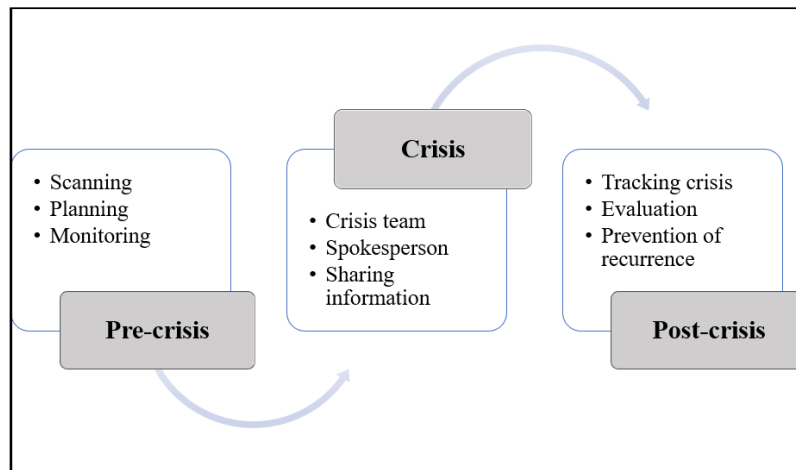 • Scanning
• Planning
• Monitoring
Pre-crisis
Crisis
• Crisis team
• Spokesperson
• Sharing
information
• Tracking crisis
• Evaluation
• Prevention of
recurrence
Post-crisis